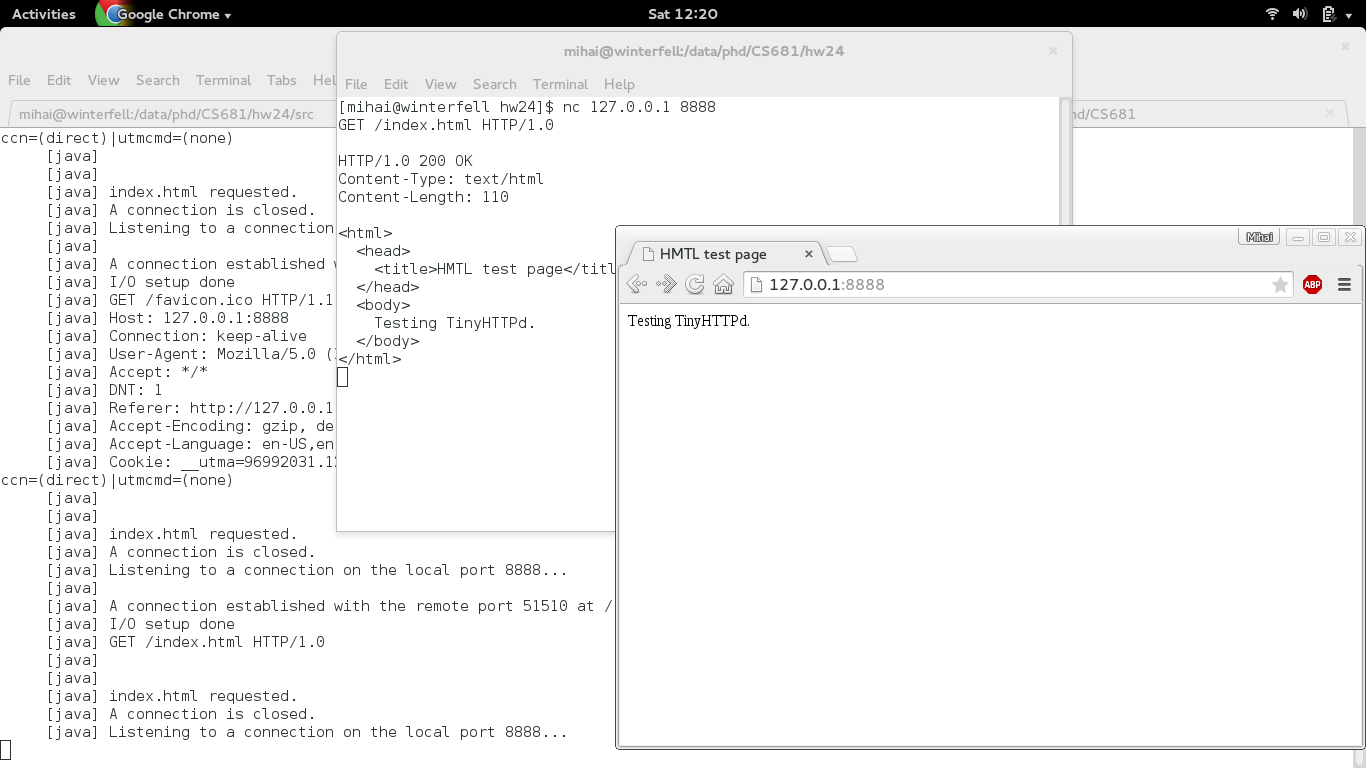 Activities
Google Chrome
Sat 12:20
File Edit View Search Terminal Tabs
mihai@winterfell:/data/phd/CS681/hw24/src
ccn=(direct)|utmcmd=(none)
[java]
[java]
[java] index.html requested.
[java] A connection is closed.
[java] Listening to a connection
[java]
[java] A connection established
[java] I/O setup done
[java] GET /favicon.ico HTTP/1.1
[java] Host: 127.0.0.1:8888
[java] Connection: keep-alive
[java] User-Agent: Mozilla/5.0
[java] Accept: */*
[java] DNT: 1
[java] Referer: http://127.0.0.1
[java] Accept-Encoding: gzip,
[java] Accept-Language: en-US,en
[java] Cookie: __utma=96992031.
ccn=(direct)|utmcmd=(none)
[java]
[java]
[java] index.html requested.
[java] A connection is closed.
[java] Listening to a connection on the local port 8888...
[java]
[java] A connection established with the remote port 51510 at /
[java] I/O setup done
[java] GET /index.html HTTP/1.0
[java]
[java]
[java] index.html requested.
[java] A connection is closed.
[java] Listening to a connection on the local port 8888...
mihai@winterfell:/data/phd/CS681/hw24
File Edit View Search Terminal Help
[mihai@winterfell hw24]$ nc 127.0.0.1 8888
GET /index.html HTTP/1.0
HTTP/1.0 200 OK
Content-Type: text/html
Content-Length: 110
<html>
<head>
<title>HMTL test page</titl
</head>
<body>
Testing TinyHTTPd.
</body>
</html>
/CS681
Mihai
HMTL test page
127.0.0.1:8888
ABP
Testing TinyHTTPd.